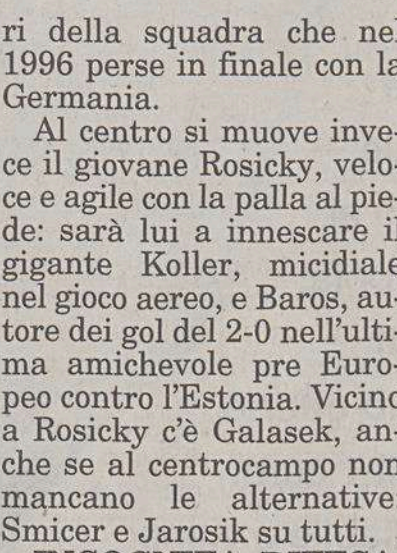 ri della squadra che nel
1996 perse in finale con la
Germania.
Al centro si muove inve-
ce il giovane Rosicky, velo-
ce e agile con la palla al pie-
de: sarà lui a innescare il
gigante Koller, micidiale
nel gioco aereo, e Baros, au-
tore dei gol del 2-0 nell'ulti-
ma amichevole pre Euro-
peo contro l'Estonia. Vicino
a Rosicky c'è Galasek, an-
che se al centrocampo non
mancano le alternative
Smicer e Jarosik su tutti.